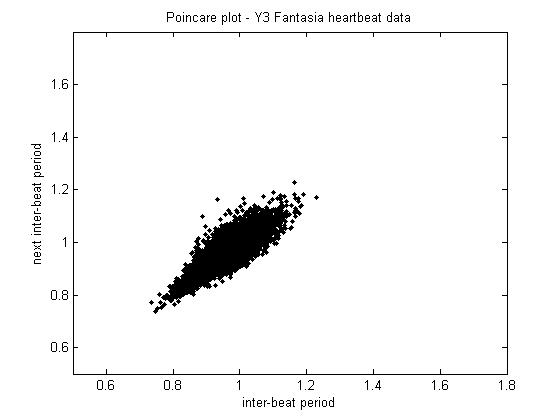 Poincare plot - Y3 Fantasia heartbeat data
1.6
1.4
1.2
1
0.8
0.6
next inter-beat period
0.6 0.8 1 1.2 1.4 1.6 1.8
inter-beat period